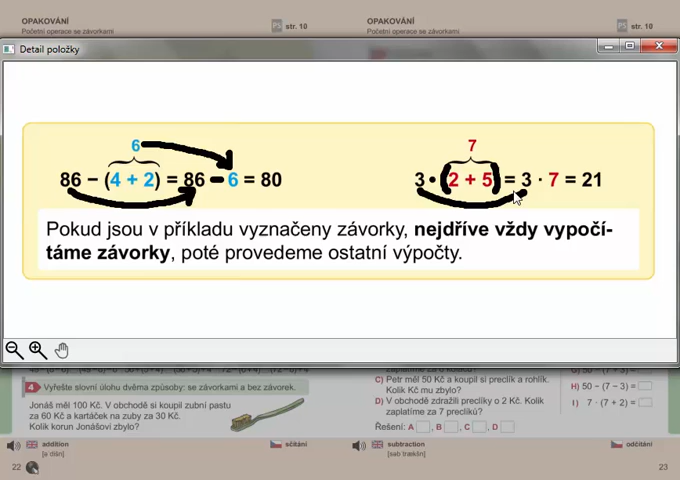 OPAKOVÁNÍ
Početní operace se závorkami
str. 10
OPAKOVÁNÍ
Početní operace se závorkami
str. 10
Detail položky
6
86 − (4 + 2) = 86 − 6 = 80
7
3 · (2 + 5) = 3 · 7 = 21
Pokud jsou v příkladu vyznačeny závorky, nejdříve vždy vypočí-
táme závorky, poté provedeme ostatní výpočty.
4 Vyřešte slovní úlohu dvěma způsoby: se závorkami a bez závorek.
Jonáš měl 100 Kč. V obchodě si koupil zubní pastu
za 60 Kč a kartáček na zuby za 30 Kč.
Kolik korun Jonášovi zbylo?
C) Petr měl 50 Kč a koupil si preclík a rohlík.
Kolik Kč mu zbylo?
D) V obchodě zdražili preclíky o 2 Kč. Kolik
zaplatíme za 7 preclíků?
Řešení: A B C D
H) 50 − (7 − 3) =
I) 7 · (7 + 2) =
addition
sčítání
subtraction
odčítání
22
23